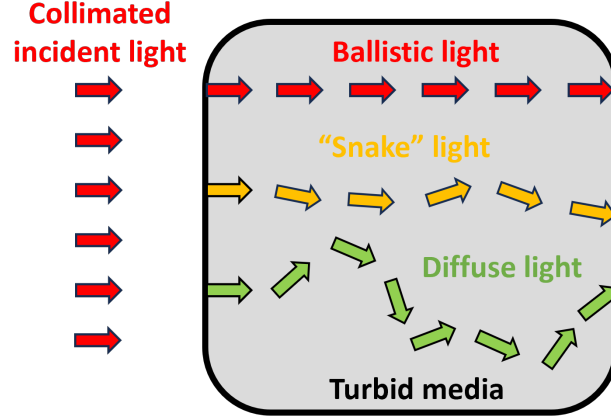 Collimated
incident light
Ballistic light
“Snake” light
Diffuse light
Turbid media